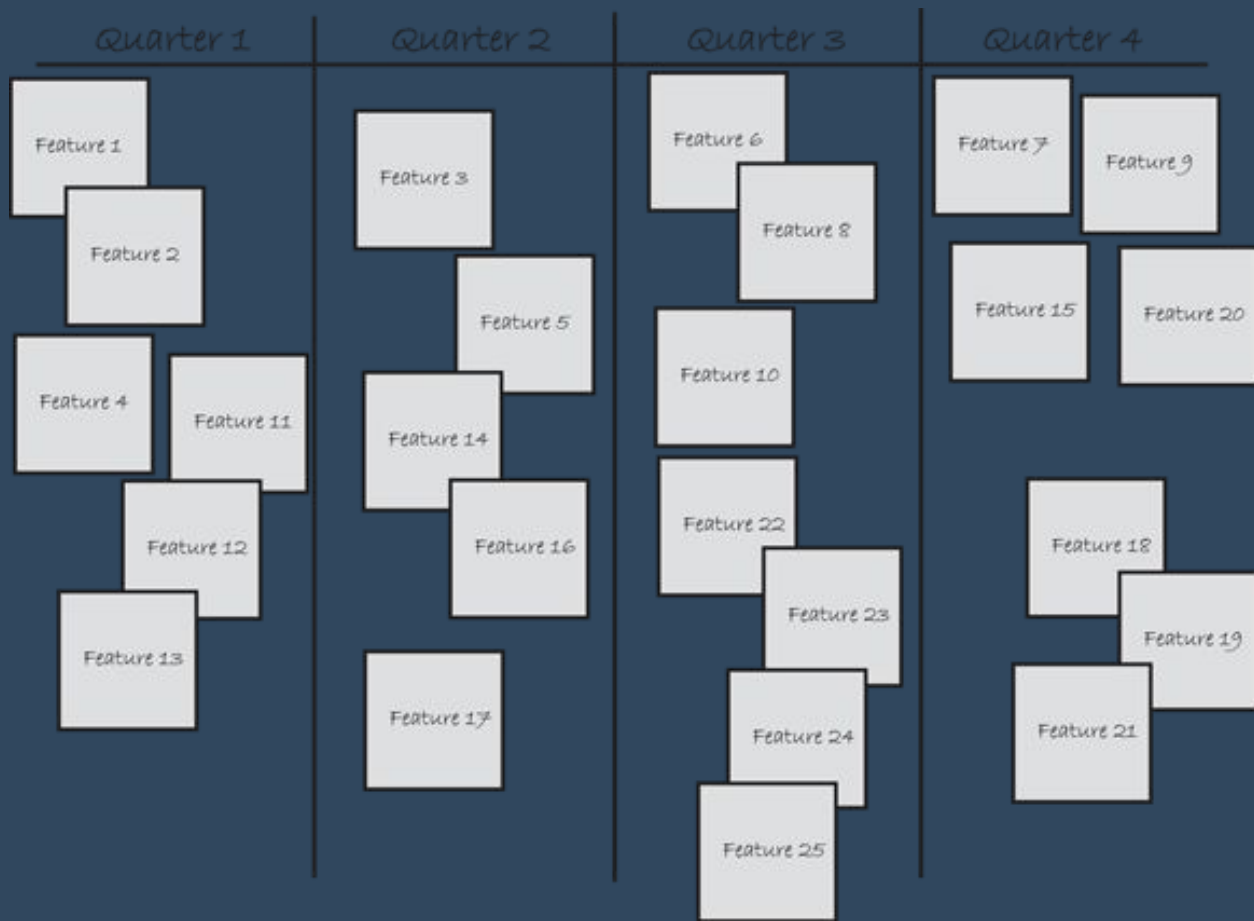 Quarter 1
Feature 1
Feature 2
Feature 4
Feature 11
Feature 12
Feature 13
Quarter 2
Feature 3
Feature 5
Feature 14
Feature 16
Feature 17
Quarter 3
Feature 6
Feature 8
Feature 10
Feature 22
Feature 23
Feature 24
Feature 25
Quarter 4
Feature 7
Feature 9
Feature 15
Feature 20
Feature 18
Feature 19
Feature 21